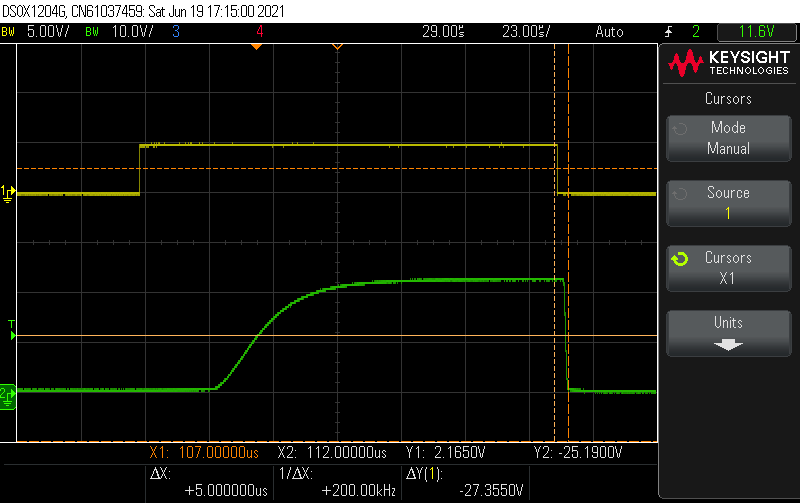 DSOX1204G, CN61037459: Sat Jun 19 17:15:00 2021
BW 5.00V/ BW 10.0V/ 3 4 29.00s 23.00s/ Auto 2 11.6V
KEYSIGHT
TECHNOLOGIES
Cursors
Mode
Manual
Source
1
Cursors
X1
Units
1
T
2
X1: 107.00000us X2: 112.00000us Y1: 2.1650V Y2: -25.1900V
ΔX: 1/ΔX: ΔY(1):
+5.000000us +200.00kHz -27.3550V